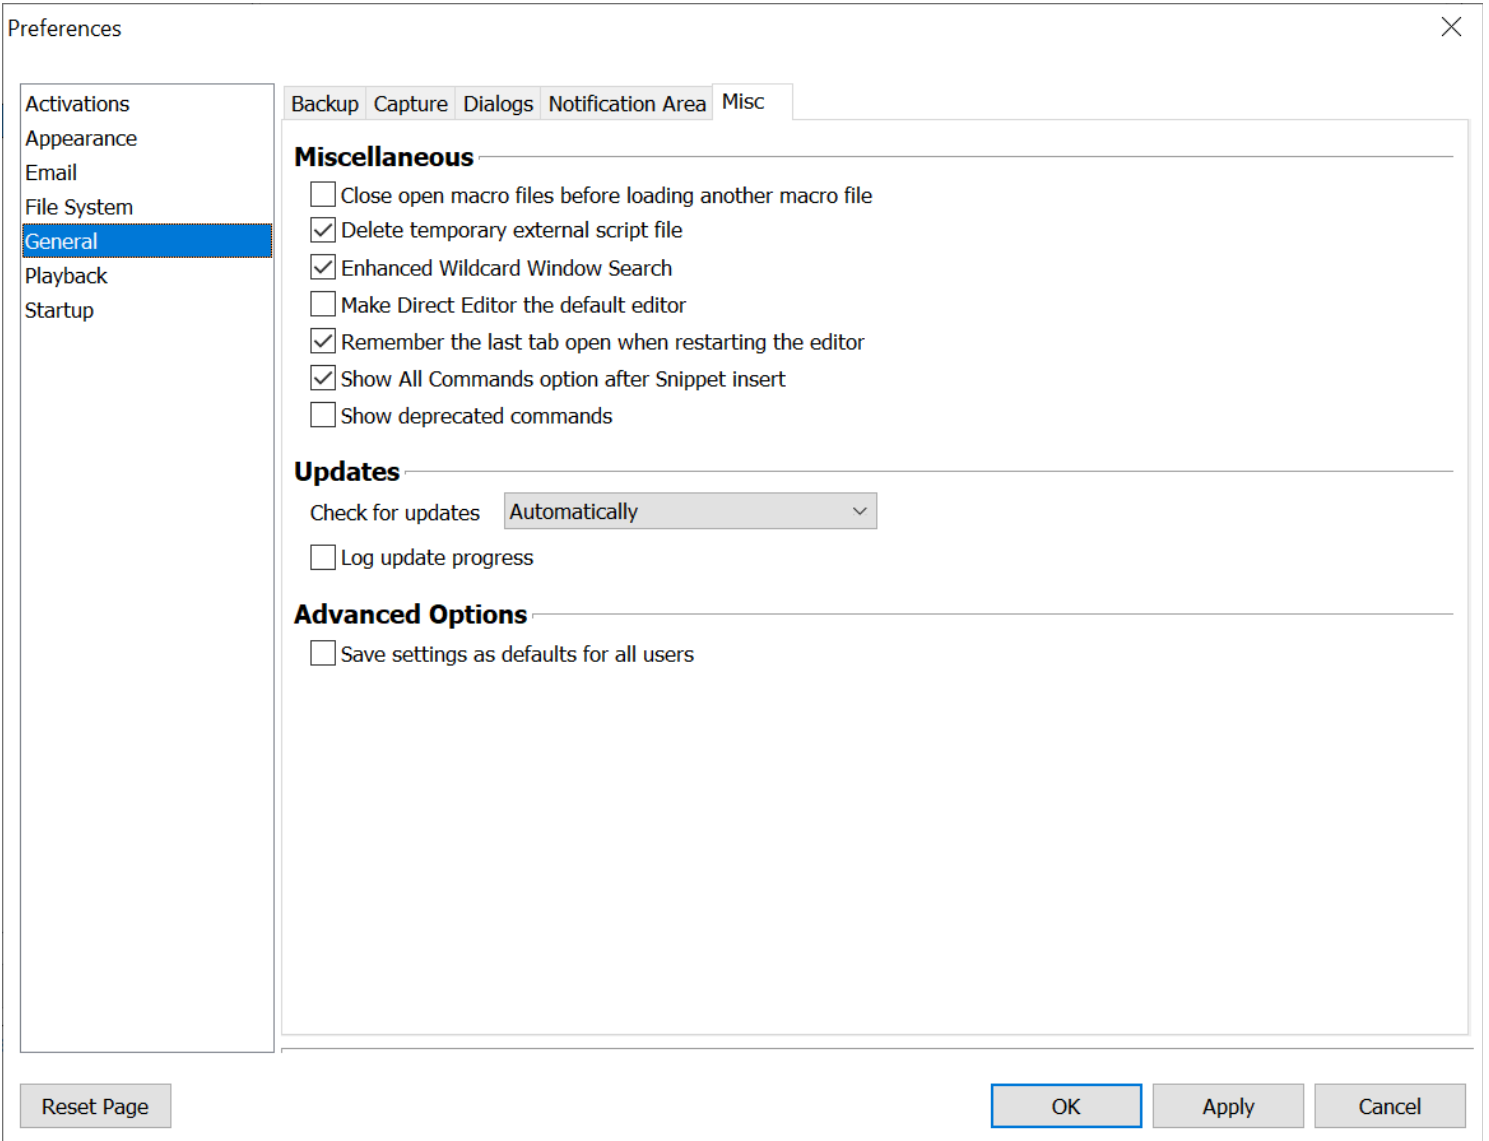 Preferences
Activations
Appearance
Email
File System
General
Playback
Startup
Backup Capture Dialogs Notification Area Misc
Miscellaneous
Close open macro files before loading another macro file
Delete temporary external script file
Enhanced Wildcard Window Search
Make Direct Editor the default editor
Remember the last tab open when restarting the editor
Show All Commands option after Snippet insert
Show deprecated commands
Updates
Check for updates Automatically
Log update progress
Advanced Options
Save settings as defaults for all users
Reset Page OK Apply Cancel